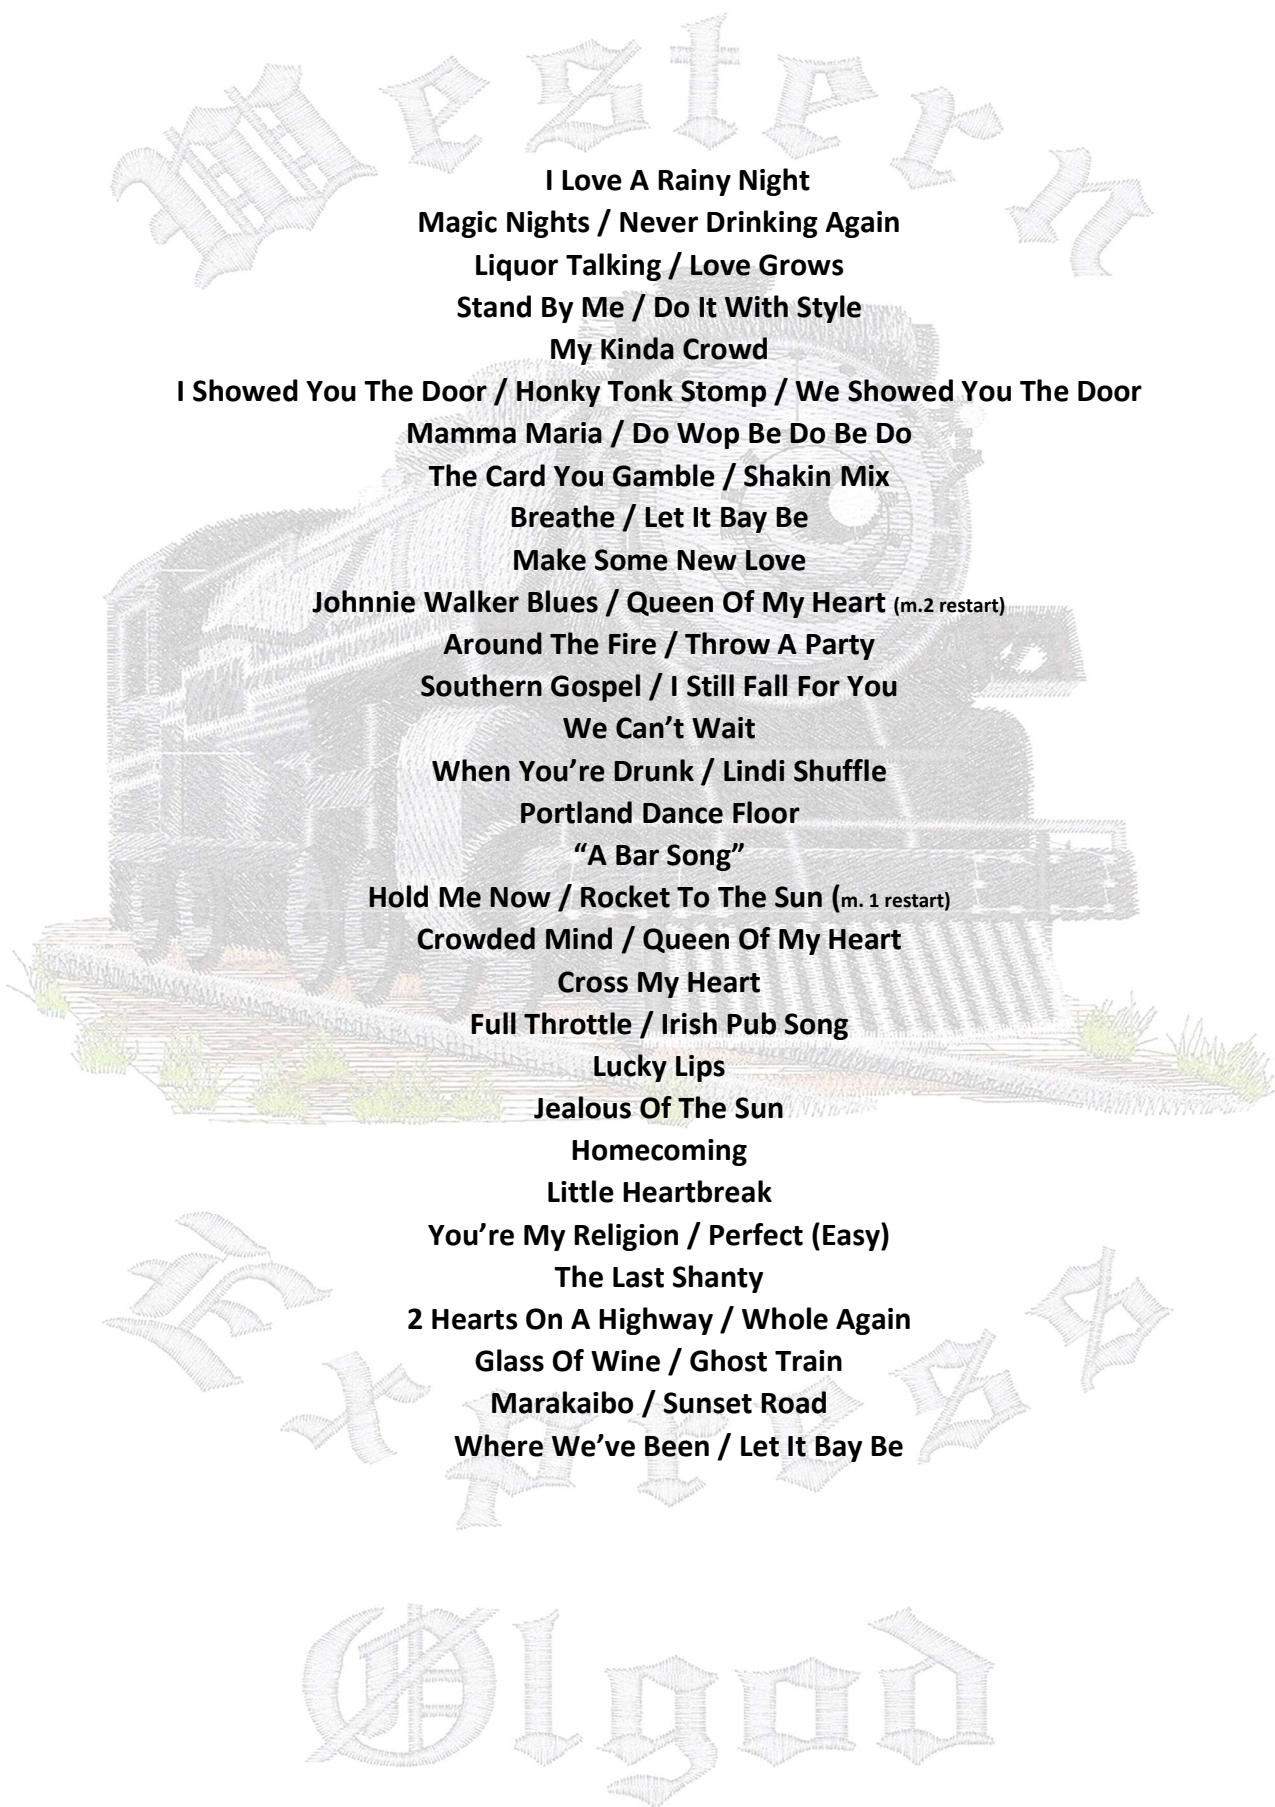 Western
I Love A Rainy Night
Magic Nights / Never Drinking Again
Liquor Talking / Love Grows
Stand By Me / Do It With Style
My Kinda Crowd
I Showed You The Door / Honky Tonk Stomp / We Showed You The Door
Mamma Maria / Do Wop Be Do Be Do
The Card You Gamble / Shakin Mix
Breathe / Let It Bay Be
Make Some New Love
Johnnie Walker Blues / Queen Of My Heart (m.2 restart)
Around The Fire / Throw A Party
Southern Gospel / I Still Fall For You
We Can’t Wait
When You’re Drunk / Lindi Shuffle
Portland Dance Floor
“A Bar Song”
Hold Me Now / Rocket To The Sun (m. 1 restart)
Crowded Mind / Queen Of My Heart
Cross My Heart
Full Throttle / Irish Pub Song
Lucky Lips
Jealous Of The Sun
Homecoming
Little Heartbreak
You’re My Religion / Perfect (Easy)
The Last Shanty
2 Hearts On A Highway / Whole Again
Glass Of Wine / Ghost Train
Marakaibo / Sunset Road
Where We’ve Been / Let It Bay Be
Express
Ølgod